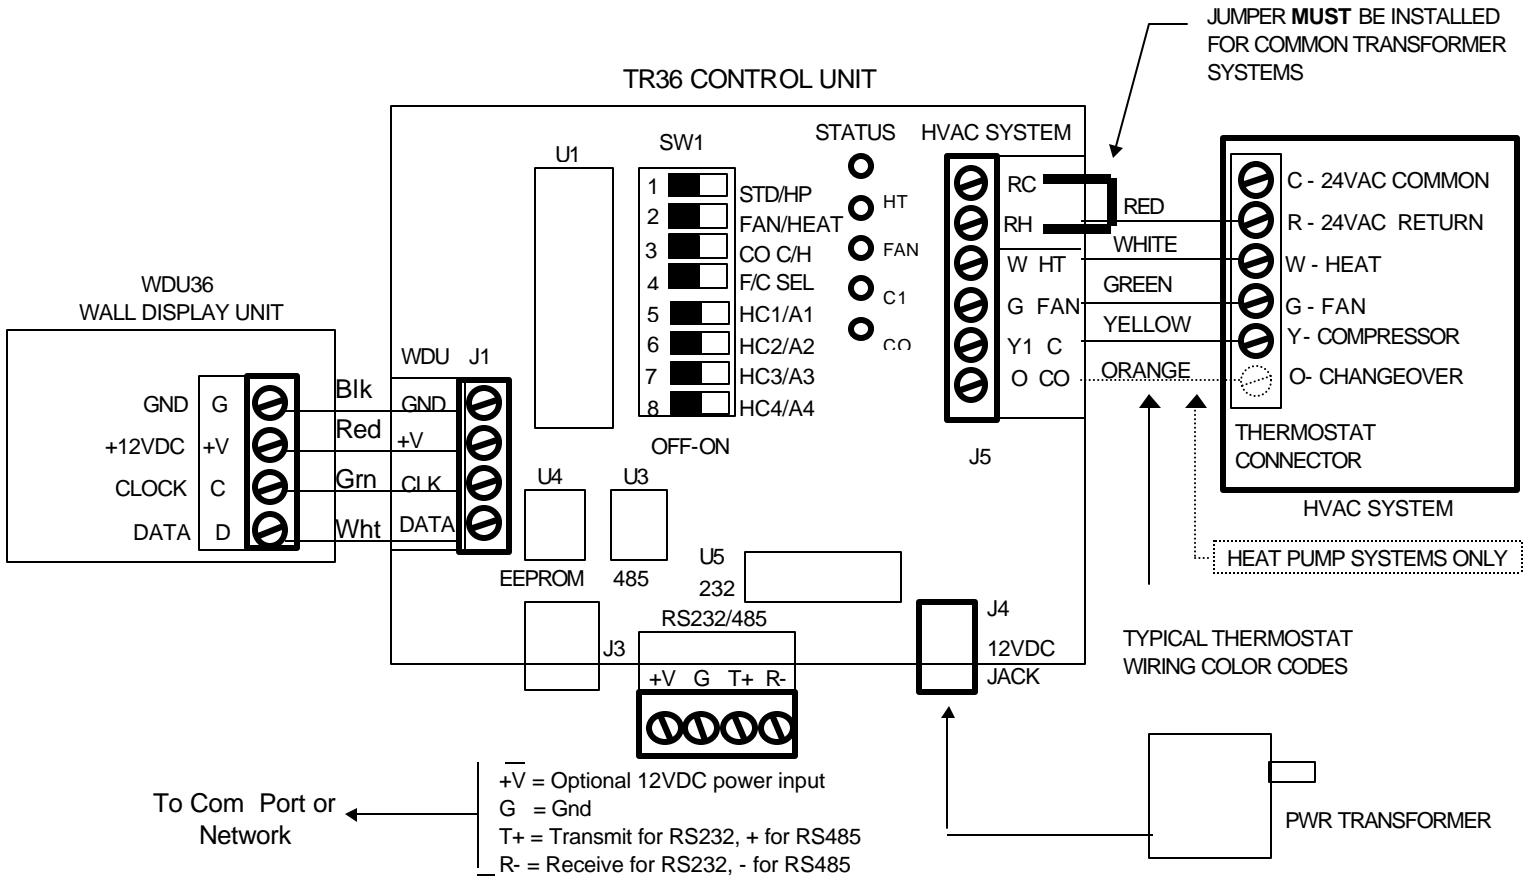 JUMPER MUST BE INSTALLED
FOR COMMON TRANSFORMER
SYSTEMS
TR36 CONTROL UNIT
U1
SW1
STATUS
HVAC SYSTEM
1
2
3
4
5
6
7
8
STD/HP
FAN/HEAT
CO C/H
F/C SEL
HC1/A1
HC2/A2
HC3/A3
HC4/A4
OFF-ON
HT
FAN
C1
CO
RC
RH
W HT
G FAN
Y1 C
O CO
J5
RED
WHITE
GREEN
YELLOW
ORANGE
C - 24VAC COMMON
R - 24VAC RETURN
W - HEAT
G - FAN
Y- COMPRESSOR
O- CHANGEOVER
THERMOSTAT
CONNECTOR
HVAC SYSTEM
HEAT PUMP SYSTEMS ONLY
TYPICAL THERMOSTAT
WIRING COLOR CODES
WDU36
WALL DISPLAY UNIT
GND G
+12VDC +V
CLOCK C
DATA D
Blk
Red
Grn
Wht
WDU J1
GND
+V
CLK
DATA
U4
U3
EEPROM
485
U5
232
J3
RS232/485
+V G T+ R-
J4
12VDC
JACK
PWR TRANSFORMER
To Com Port or
Network
+V = Optional 12VDC power input
G = Gnd
T+ = Transmit for RS232, + for RS485
R- = Receive for RS232, - for RS485